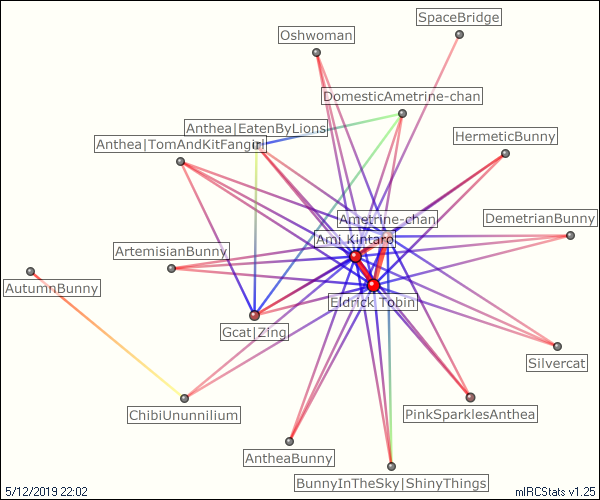 SpaceBridge
Oshwoman
DomesticAmetrine-chan
Anthea|EatenByLions
HermeticBunny
Anthea|TomAndKitFangirl
Ametrine-chan
DemetrianBunny
Ami Kintaro
ArtemisianBunny
AutumnBunny
Eldrick Tobin
Gcat|Zing
Silvercat
ChibiUnunnilium
PinkSparklesAnthea
AntheaBunny
BunnyInTheSky|ShinyThings
5/12/2019 22:02
mIRCStats v1.25